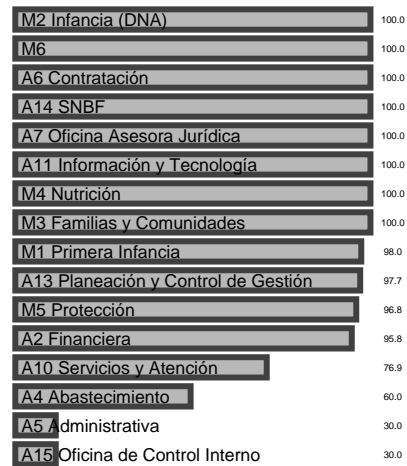 M2 Infancia (DNA) 100.0
M6 100.0
A6 Contratación 100.0
A14 SNBF 100.0
A7 Oficina Asesora Jurídica 100.0
A11 Información y Tecnología 100.0
M4 Nutrición 100.0
M3 Familias y Comunidades 100.0
M1 Primera Infancia 98.0
A13 Planeación y Control de Gestión 97.7
M5 Protección 96.8
A2 Financiera 95.8
A10 Servicios y Atención 76.9
A4 Abastecimiento 60.0
A5 Administrativa 30.0
A15 Oficina de Control Interno 30.0